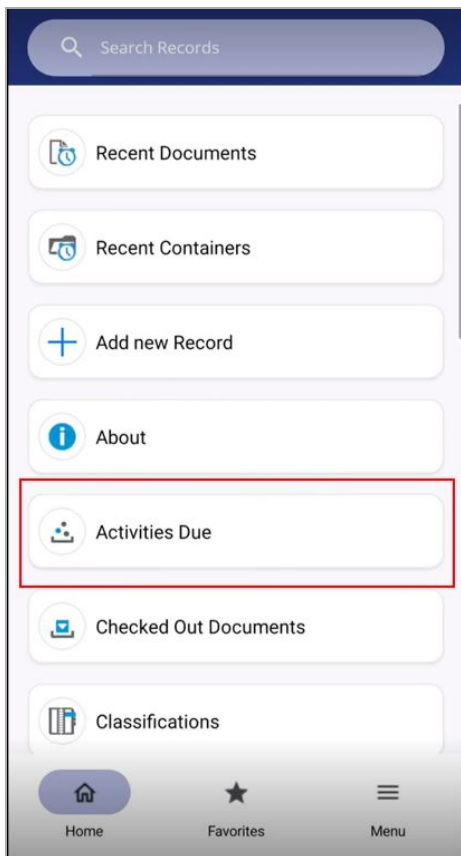 Search Records
Recent Documents
Recent Containers
Add new Record
About
Activities Due
Checked Out Documents
Classifications
Home
Favorites
Menu